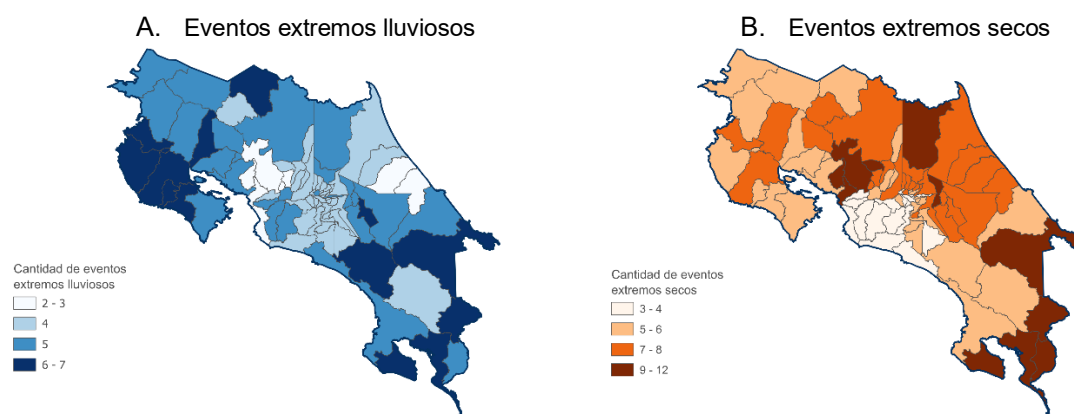 A. Eventos extremos lluviosos
Cantidad de eventos
extremos lluviosos
2 - 3
4
5
6 - 7
B. Eventos extremos secos
Cantidad de eventos
extremos secos
3 - 4
5 - 6
7 - 8
9 - 12